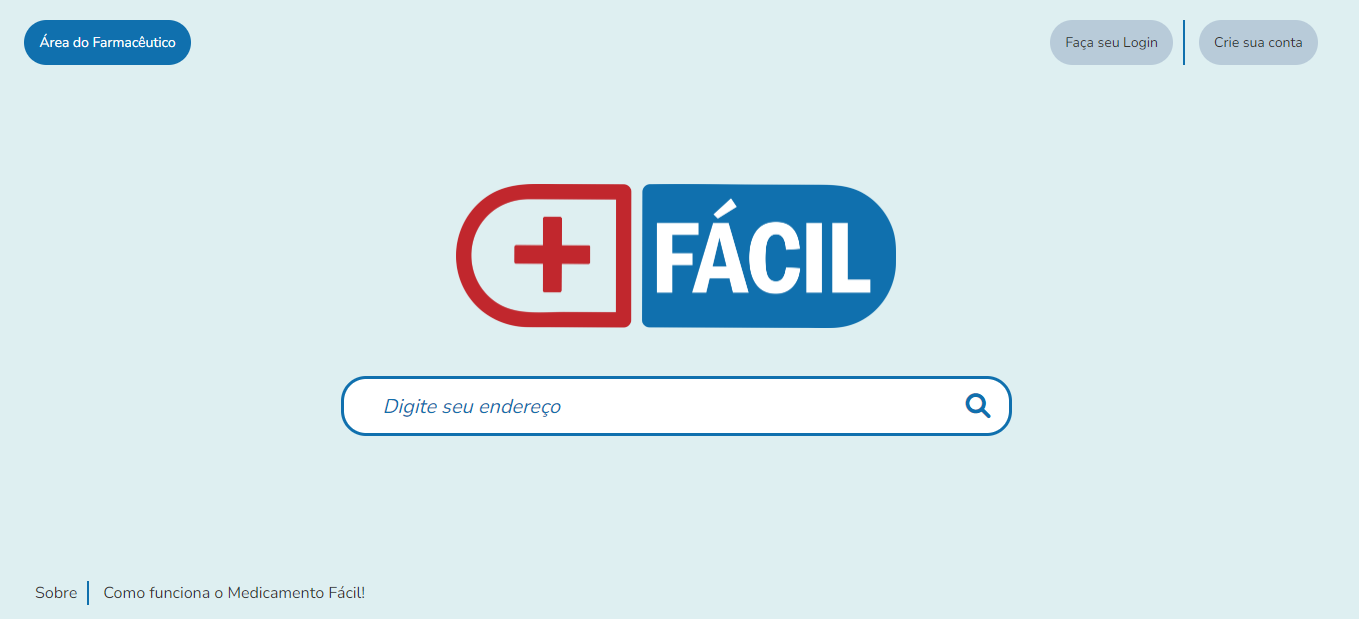 Área do Farmacêutico
Faça seu Login
Crie sua conta
FÁCIL
Digite seu endereço
Sobre
Como funciona o Medicamento Fácil!